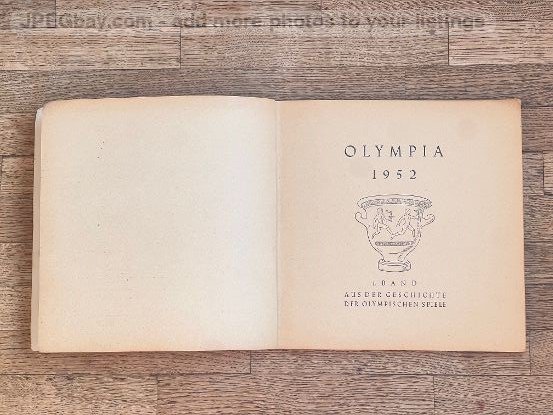 JPEGbay.com - add more photos to your listings
OLYMPIA
1952
1. BAND
AUS DER GESCHICHTE
DER OLYMPISCHEN SPIELE